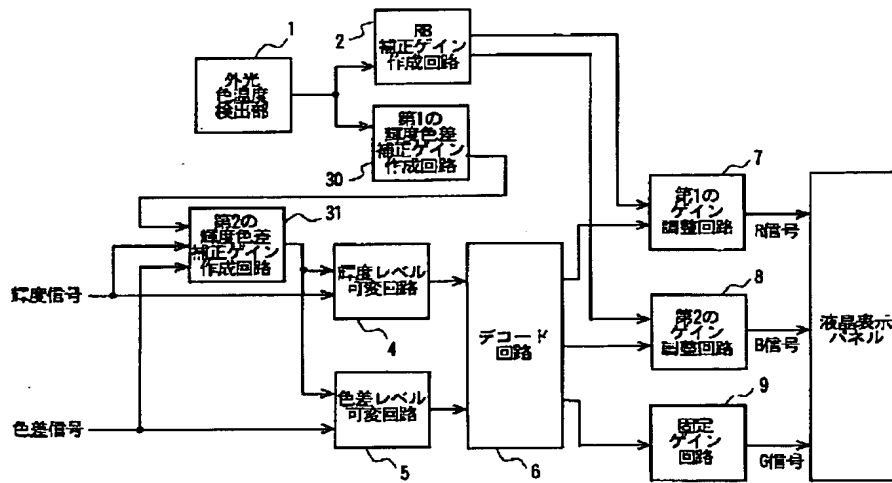 1
外光
色温度
検出部
2
RB
補正ゲイン
作成回路
第1の
輝度色差
補正ゲイン
作成回路
30
31
第2の
輝度色差
補正ゲイン
作成回路
輝度信号
色差信号
輝度レベル
可変回路
4
色差レベル
可変回路
5
デコード
回路
6
7
第1の
ゲイン
調整回路
R信号
8
第2の
ゲイン
調整回路
B信号
9
固定
ゲイン
回路
G信号
液晶表示
パネル